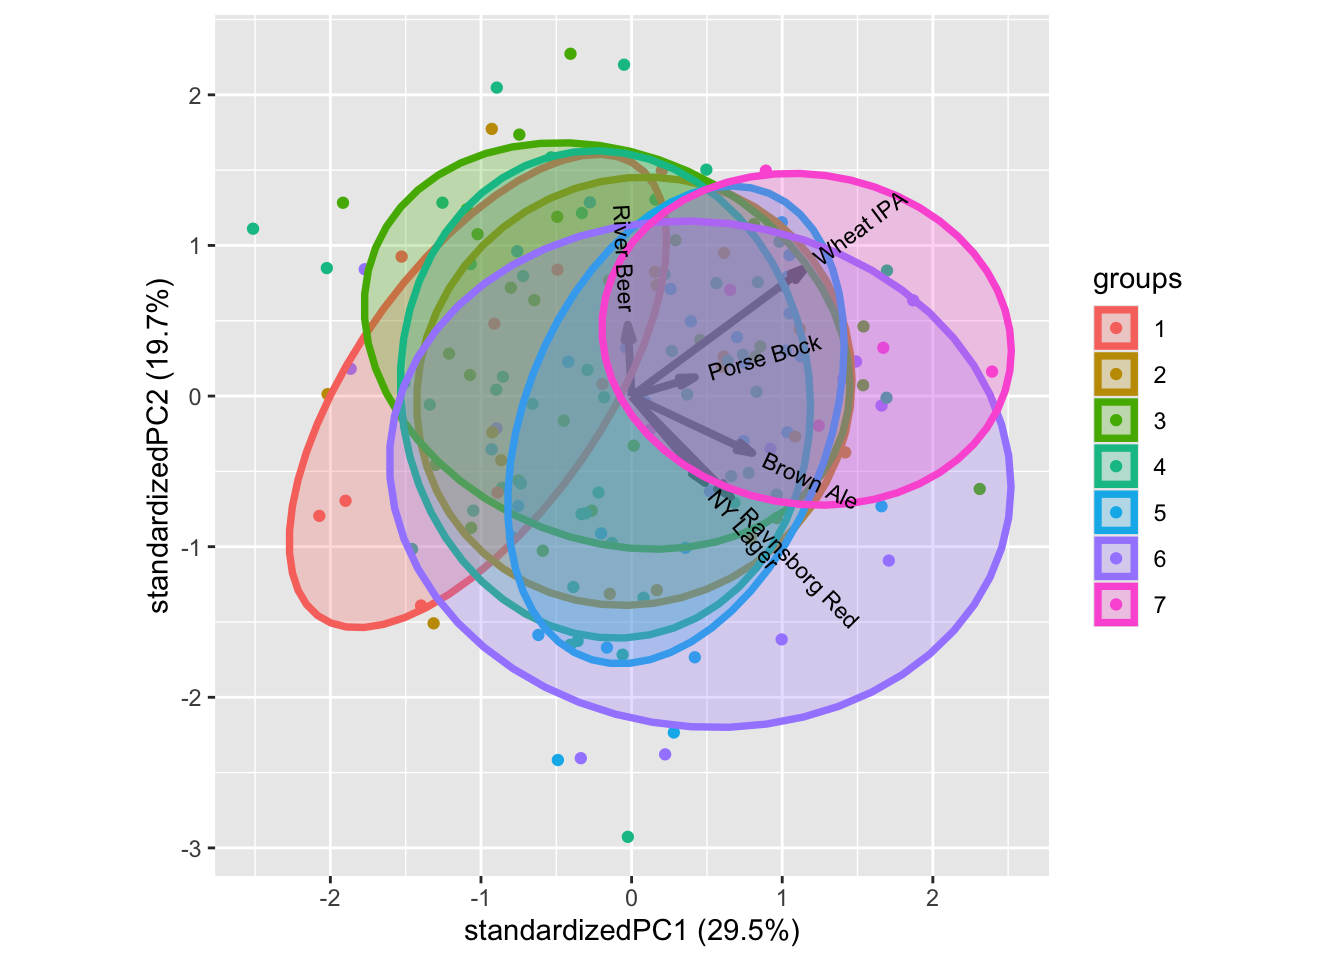 2
1
0
-1
-2
-3
-2
-1
0
1
2
standardizedPC1 (29.5%)
standardizedPC2 (19.7%)
River Beer
Wheat IPA
Porse Bock
Brown Ale
NY Lager
Ravnsborg Red
groups
1
2
3
4
5
6
7